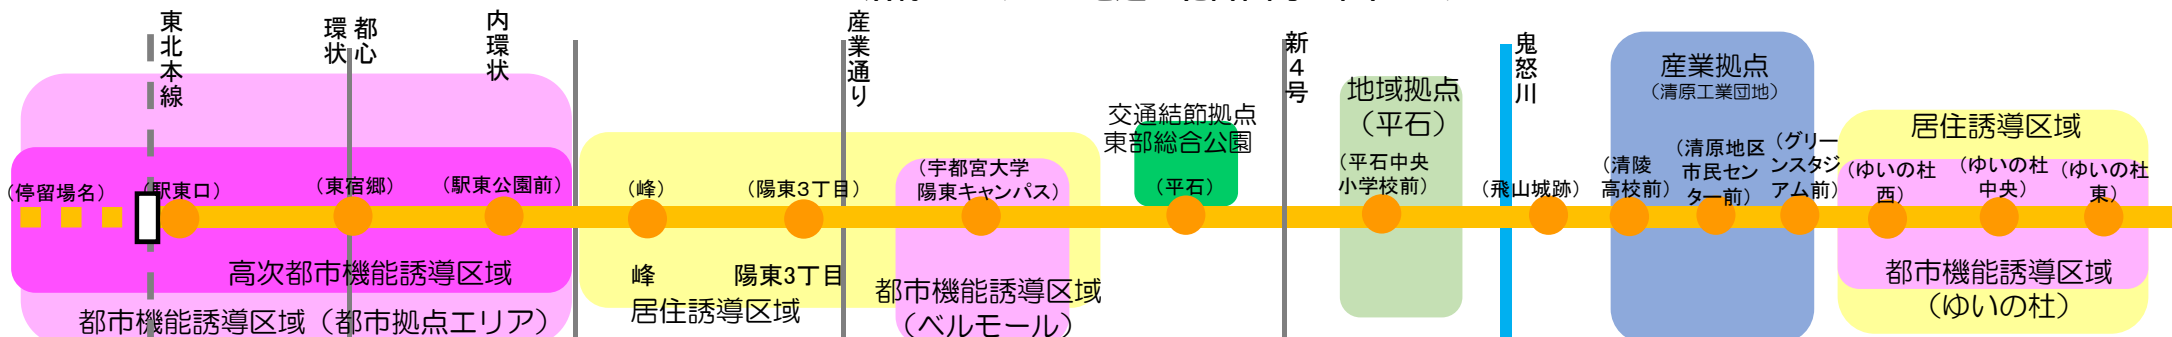 東北本線
都心
環状
内環状
産業通り
新4号
鬼怒川
産業拠点
（清原工業団地）
地域拠点
（平石）
交通結節拠点
東部総合公園
居住誘導区域
（停留場名）
（駅東口）
（東宿郷）
（駅東公園前）
（峰）
（陽東3丁目）
（宇都宮大学
陽東キャンパス）
（平石）
（平石中央
小学校前）
（飛山城跡）
（清陵
高校前）
（清原地区
市民セン
ター前）
（グリー
ンスタジ
アム前）
（ゆいの杜
西）
（ゆいの杜
中央）
（ゆいの杜
東）
高次都市機能誘導区域
都市機能誘導区域（都市拠点エリア）
峰
陽東3丁目
居住誘導区域
都市機能誘導区域
（ベルモール）
都市機能誘導区域
（ゆいの杜）